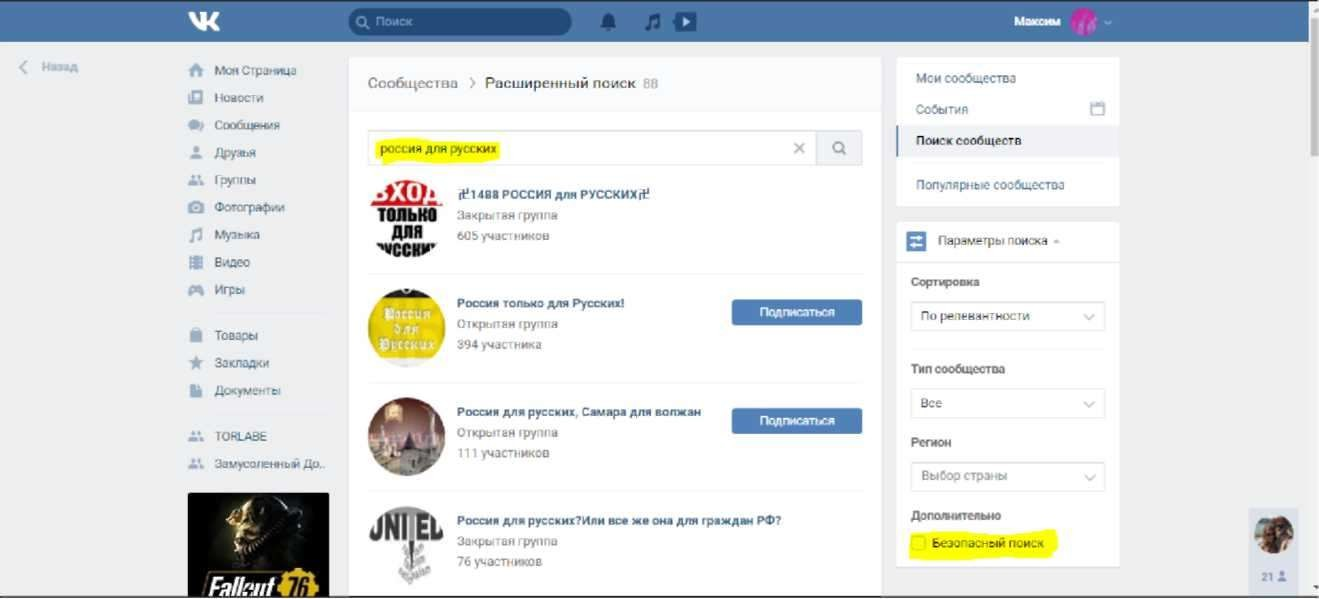 VK
Поиск
Максим
Назад
Моя Страница
Новости
Сообщения
Друзья
Группы
Фотографии
Музыка
Видео
Игры
Товары
Закладки
Документы
TORLABE
Замусоленный До..
Fallout 76
Сообщества > Расширенный поиск 88
россия для русских
ВХОД
ТОЛЬКО
ДЛЯ
РУССКИХ
卍1488 РОССИЯ для РУССКИХ卍
Закрытая группа
605 участников
Россия
для
Русских
Россия только для Русских!
Открытая группа
394 участника
Подписаться
Россия для русских, Самара для волжан
Открытая группа
111 участников
Подписаться
UNITED
Россия для русских?Или все же она для граждан РФ?
Закрытая группа
76 участников
Мои сообщества
События
Поиск сообществ
Популярные сообщества
Параметры поиска
Сортировка
По релевантности
Тип сообщества
Все
Регион
Выбор страны
Дополнительно
Безопасный поиск
21